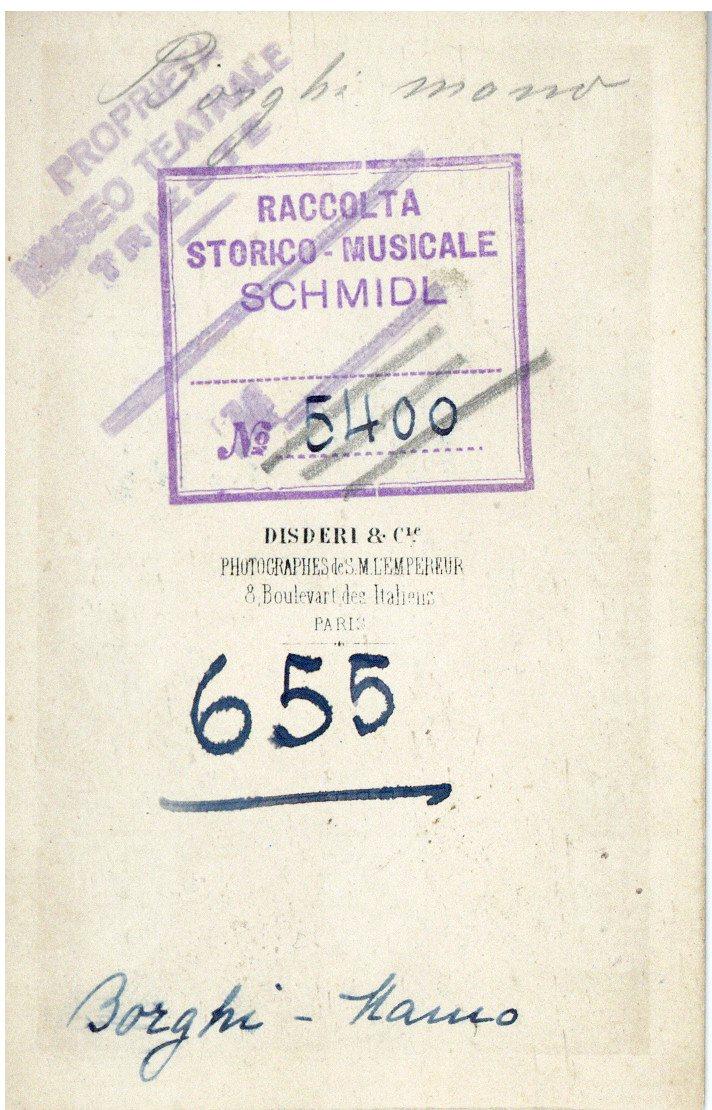 Borghi mamo
PROPRIETÀ
MUSEO TEATRALE
TRIESTE
RACCOLTA
STORICO-MUSICALE
SCHMIDL
No 5400
DISDERI & Cie
PHOTOGRAPHES de S.M. L'EMPEREUR
8, Boulevart des Italiens
PARIS
655
Borghi - Mamo